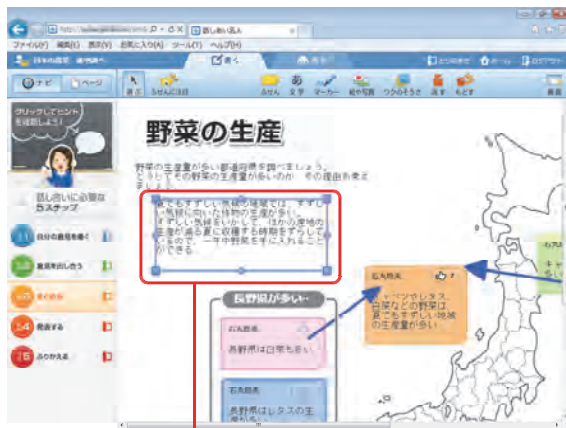 話し合い名人
ファイル(F) 編集(E) 表示(V) お気に入り(A) ツール(T) ヘルプ(H)
書く
ナビ
ページ
選ぶ
ふせん
文字
マーカー
絵や写真
消す
もどす
クリックしてヒント
を確認しよう！
話し合いに必要な
5ステップ
自分の意見を書く
意見を出し合う
まとめる
発表する
ふりかえる
野菜の生産
野菜の生産量が多い都道府県を調べましょう。
どうしてその野菜の生産量が多いのか、その理由も考え
ましょう。
夏でもすずしい気候の地域では、すずし
い気候に向いた作物の生産が多い。
すずしい気候をいかして、ほかの産地の
生産が減る夏に収穫する時期をずらして
いるので、一年中野菜を手に入れること
ができる。
長野県が多い…
長野県は白菜も多い
長野県はレタスの生
産が多い
キャベツやレタス、
白菜などの野菜は、
夏でもすずしい地域
の生産量が多い